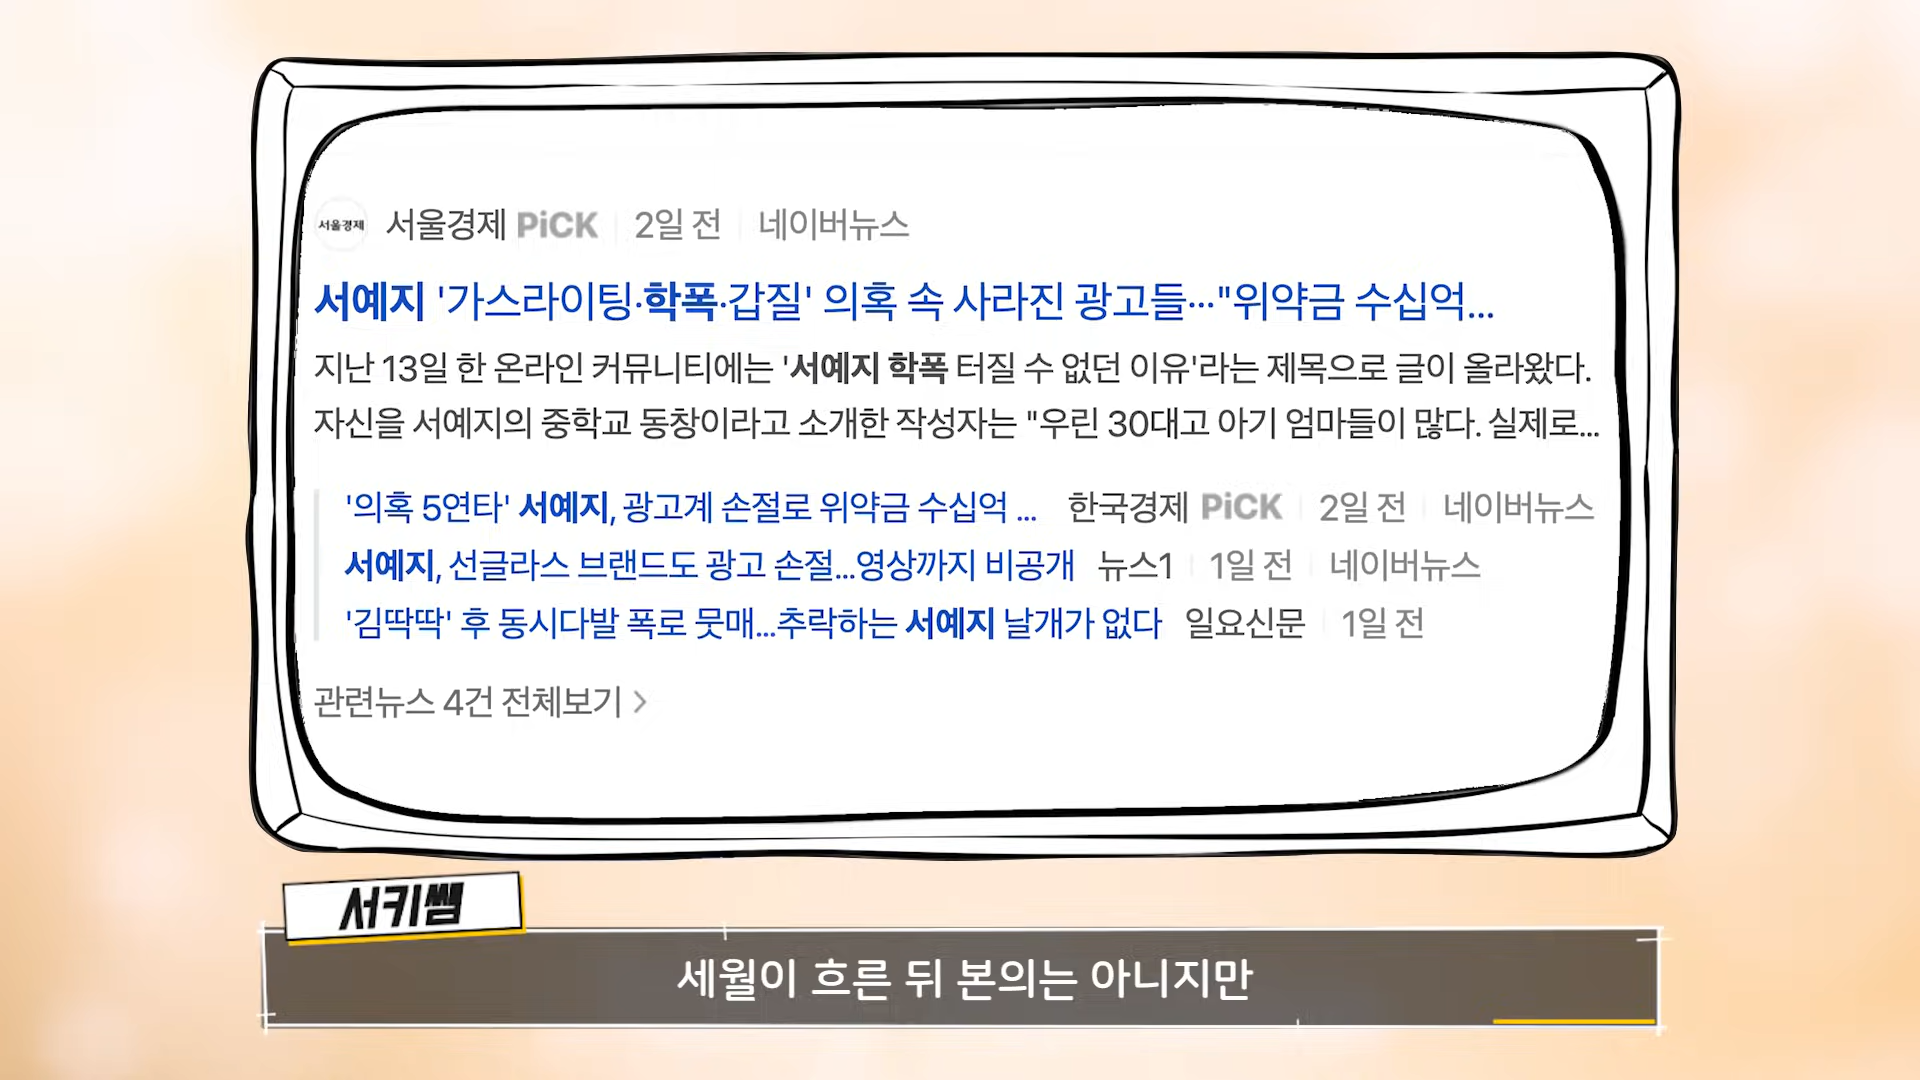 서울경제 서울경제 PiCK 2일 전 네이버뉴스
서예지 '가스라이팅·학폭·갑질' 의혹 속 사라진 광고들…"위약금 수십억...
지난 13일 한 온라인 커뮤니티에는 '서예지 학폭 터질 수 없던 이유'라는 제목으로 글이 올라왔다.
자신을 서예지의 중학교 동창이라고 소개한 작성자는 "우린 30대고 아기 엄마들이 많다. 실제로...
'의혹 5연타' 서예지, 광고계 손절로 위약금 수십억 ... 한국경제 PiCK 2일 전 네이버뉴스
서예지, 선글라스 브랜드도 광고 손절...영상까지 비공개 뉴스1 1일 전 네이버뉴스
'김딱딱' 후 동시다발 폭로 뭇매...추락하는 서예지 날개가 없다 일요신문 1일 전
관련뉴스 4건 전체보기 >
서키쌤
세월이 흐른 뒤 본의는 아니지만